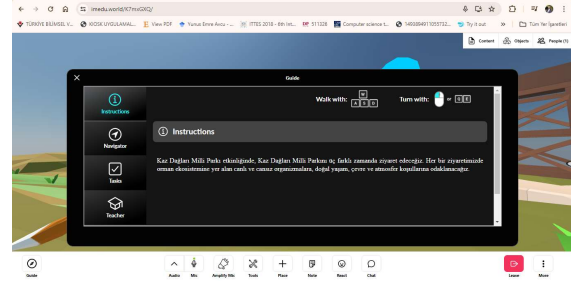 imedu.world/K7mxGXQ/
TÜRKİYE BİLİMSEL V... KIOSK UYGULAMAL... View PDF Yunus Emre Avcu - ... ITTES 2018 - 6th Int... 511028 Computer science t... 1493894911055732... Try it out » Tüm Yer İşaretleri
Content Objects People (1)
Guide
Instructions
Walk with: W A S D Turn with: or Q E
Instructions
Navigator
Kaz Dağları Milli Parkı etkinliğinde, Kaz Dağları Milli Parkını üç farklı zamanda ziyaret edeceğiz. Her bir ziyaretimizde
orman ekosistemine yer alan canlı ve cansız organizmalara, doğal yaşam, çevre ve atmosfer koşullarına odaklanacağız.
Tasks
Teacher
Guide Audio Mic Amplify Mic Tools Place Note React Chat Leave More